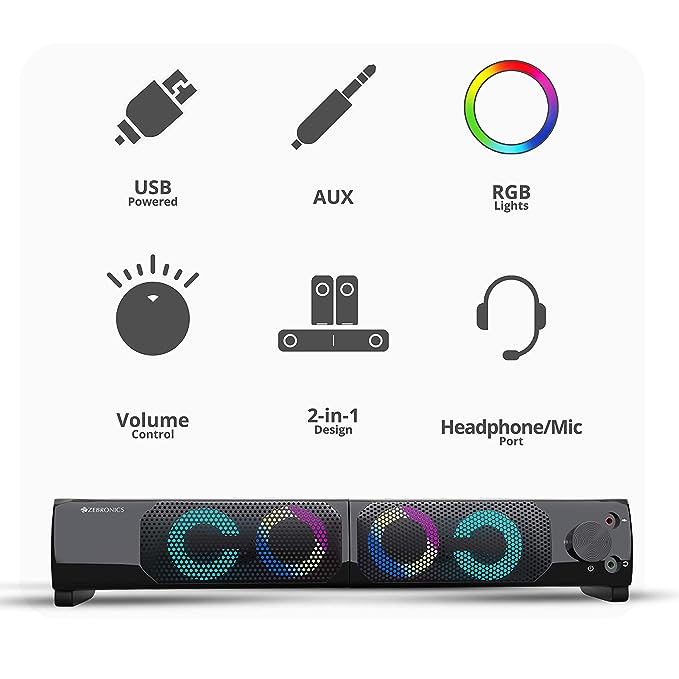 USB
Powered
AUX
RGB
Lights
Volume
Control
2-in-1
Design
Headphone/Mic
Port
ZEBRONICS